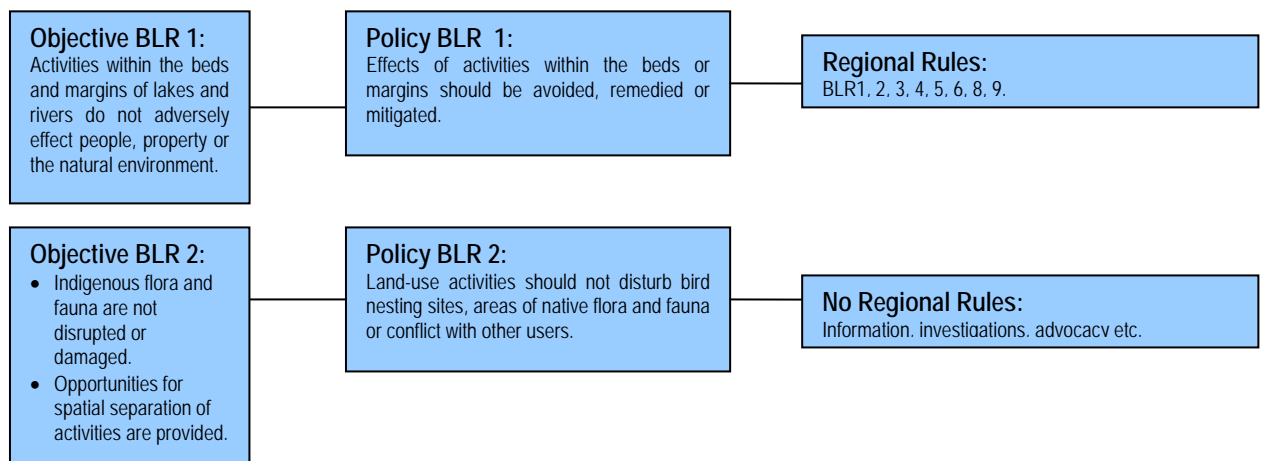 Objective BLR 1:
Activities within the beds
and margins of lakes and
rivers do not adversely
effect people, property or
the natural environment.
Policy BLR 1:
Effects of activities within the beds or
margins should be avoided, remedied or
mitigated.
Regional Rules:
BLR1, 2, 3, 4, 5, 6, 8, 9.
Objective BLR 2:
• Indigenous flora and
fauna are not
disrupted or
damaged.
• Opportunities for
spatial separation of
activities are provided.
Policy BLR 2:
Land-use activities should not disturb bird
nesting sites, areas of native flora and fauna
or conflict with other users.
No Regional Rules:
Information, investigations, advocacy etc.